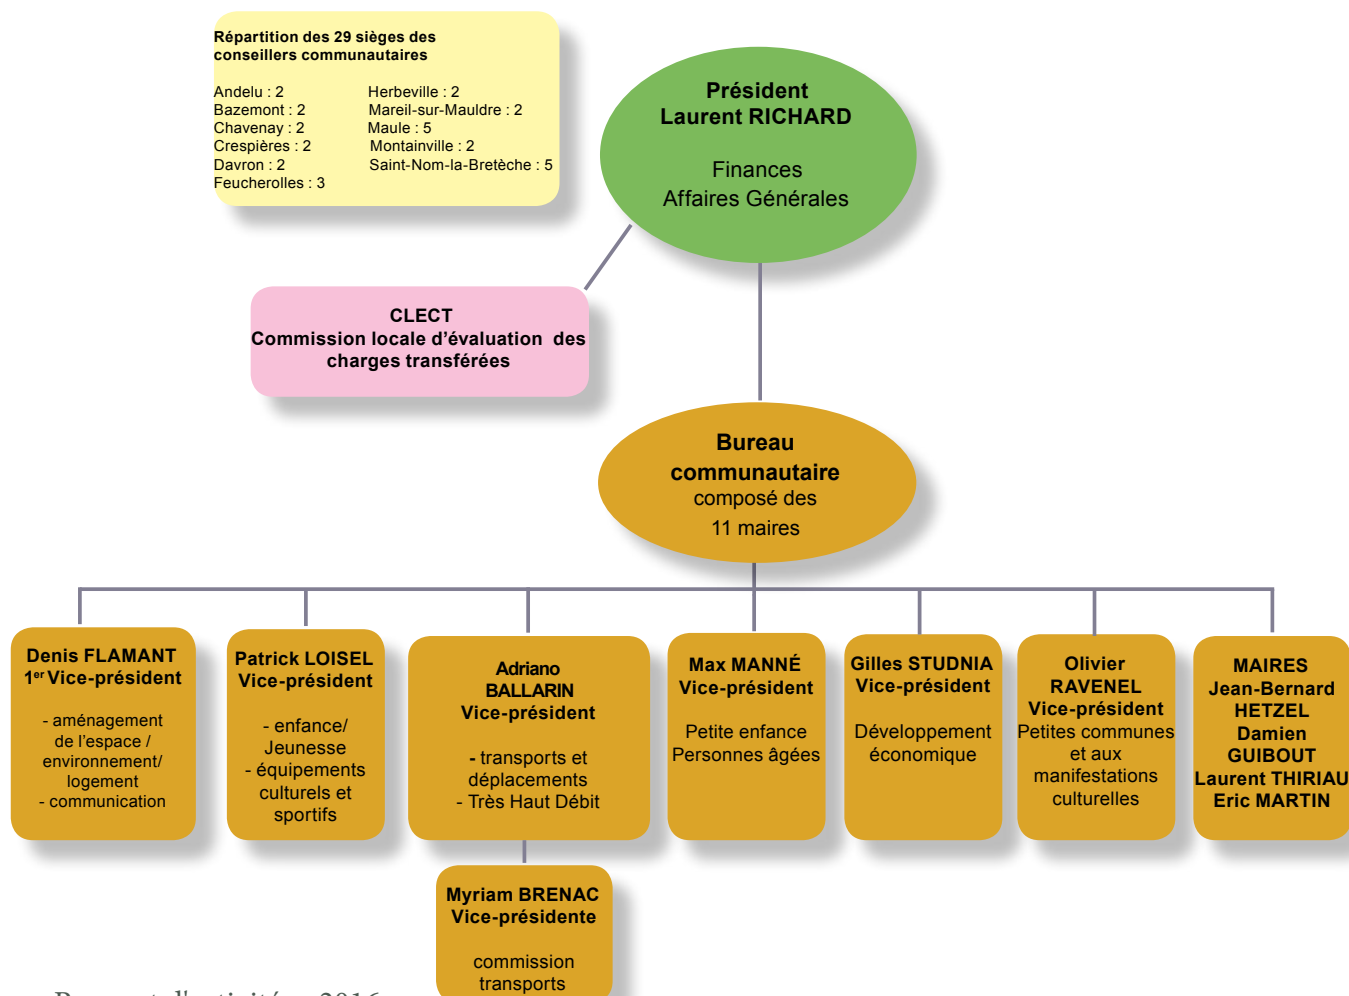 Répartition des 29 sièges des
conseillers communautaires
Andelu : 2
Bazemont : 2
Chavenay : 2
Crespières : 2
Davron : 2
Feucherolles : 3
Herbeville : 2
Mareil-sur-Mauldre : 2
Maule : 5
Montainville : 2
Saint-Nom-la-Bretèche : 5
Président
Laurent RICHARD
Finances
Affaires Générales
CLECT
Commission locale d'évaluation des
charges transférées
Bureau
communautaire
composé des
11 maires
Denis FLAMANT
1er Vice-président
- aménagement
de l'espace /
environnement/
logement
- communication
Patrick LOISEL
Vice-président
- enfance/
Jeunesse
- équipements
culturels et
sportifs
Adriano
BALLARIN
Vice-président
- transports et
déplacements
- Très Haut Débit
Max MANNÉ
Vice-président
Petite enfance
Personnes âgées
Gilles STUDNIA
Vice-président
Développement
économique
Olivier
RAVENEL
Vice-président
Petites communes
et aux
manifestations
culturelles
MAIRES
Jean-Bernard
HETZEL
Damien
GUIBOUT
Laurent THIRIAU
Eric MARTIN
Myriam BRENAC
Vice-présidente
commission
transports
2016